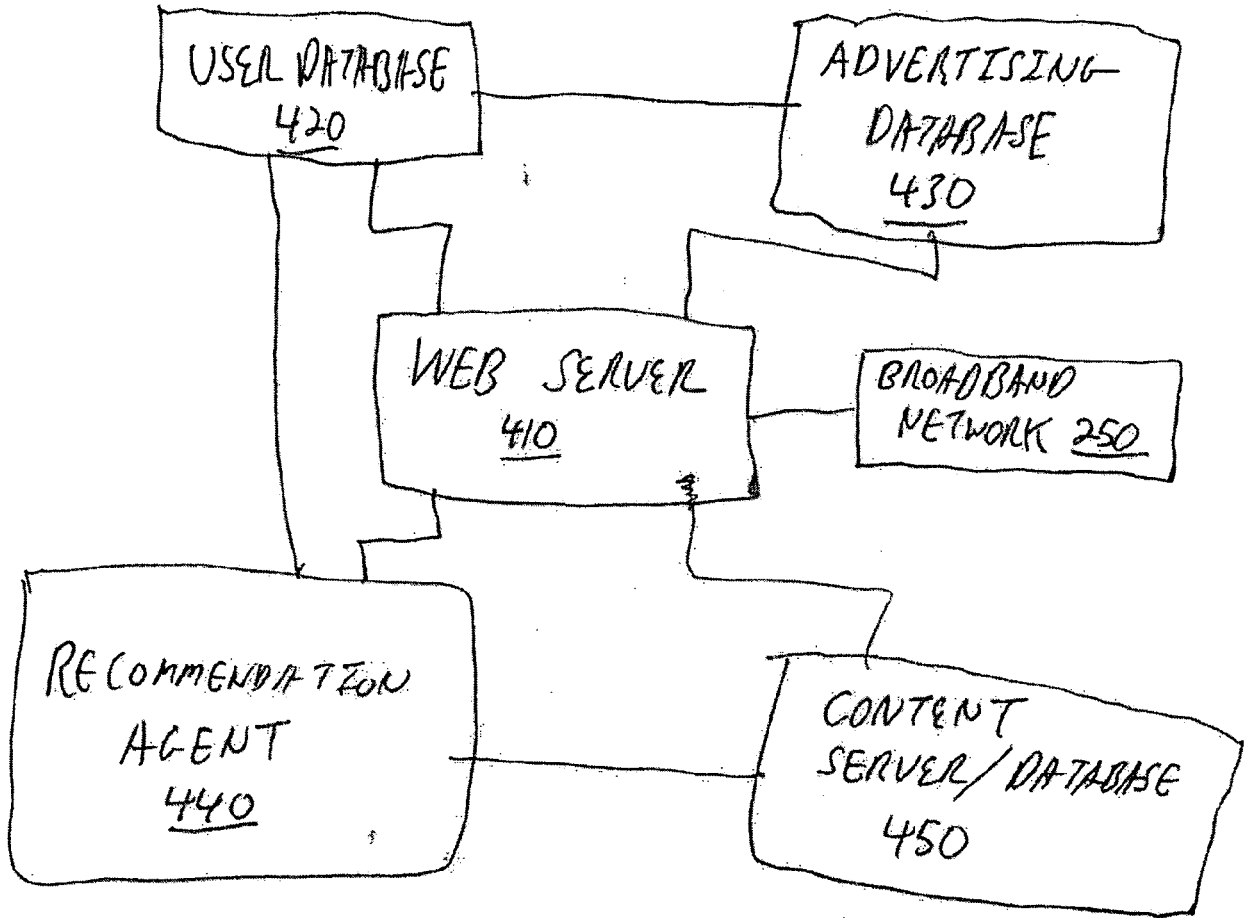 USER DATABASE
420
ADVERTISING
DATABASE
430
WEB SERVER
410
BROADBAND
NETWORK 250
RECOMMENDATION
AGENT
440
CONTENT
SERVER/DATABASE
450